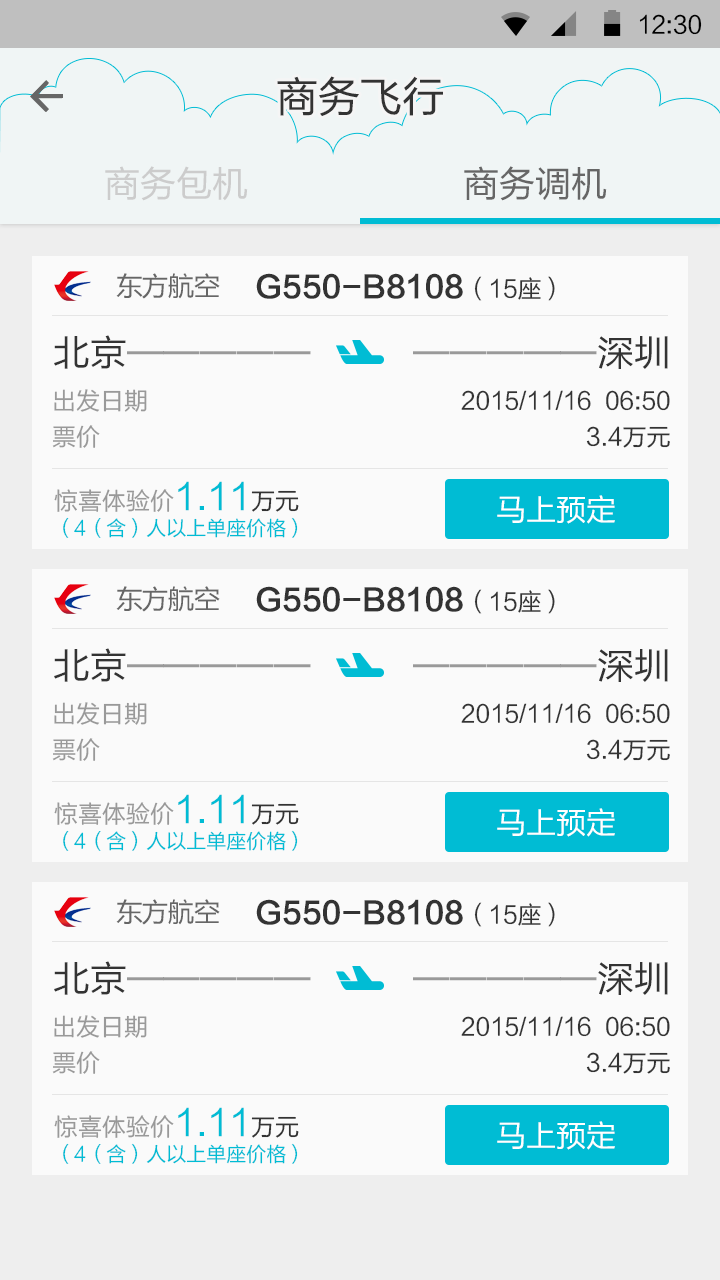 12:30
商务飞行
商务包机 商务调机
东方航空 G550-B8108（15座）
北京 深圳
出发日期 2015/11/16 06:50
票价 3.4万元
惊喜体验价1.11万元
（4（含）人以上单座价格）
马上预定
东方航空 G550-B8108（15座）
北京 深圳
出发日期 2015/11/16 06:50
票价 3.4万元
惊喜体验价1.11万元
（4（含）人以上单座价格）
马上预定
东方航空 G550-B8108（15座）
北京 深圳
出发日期 2015/11/16 06:50
票价 3.4万元
惊喜体验价1.11万元
（4（含）人以上单座价格）
马上预定